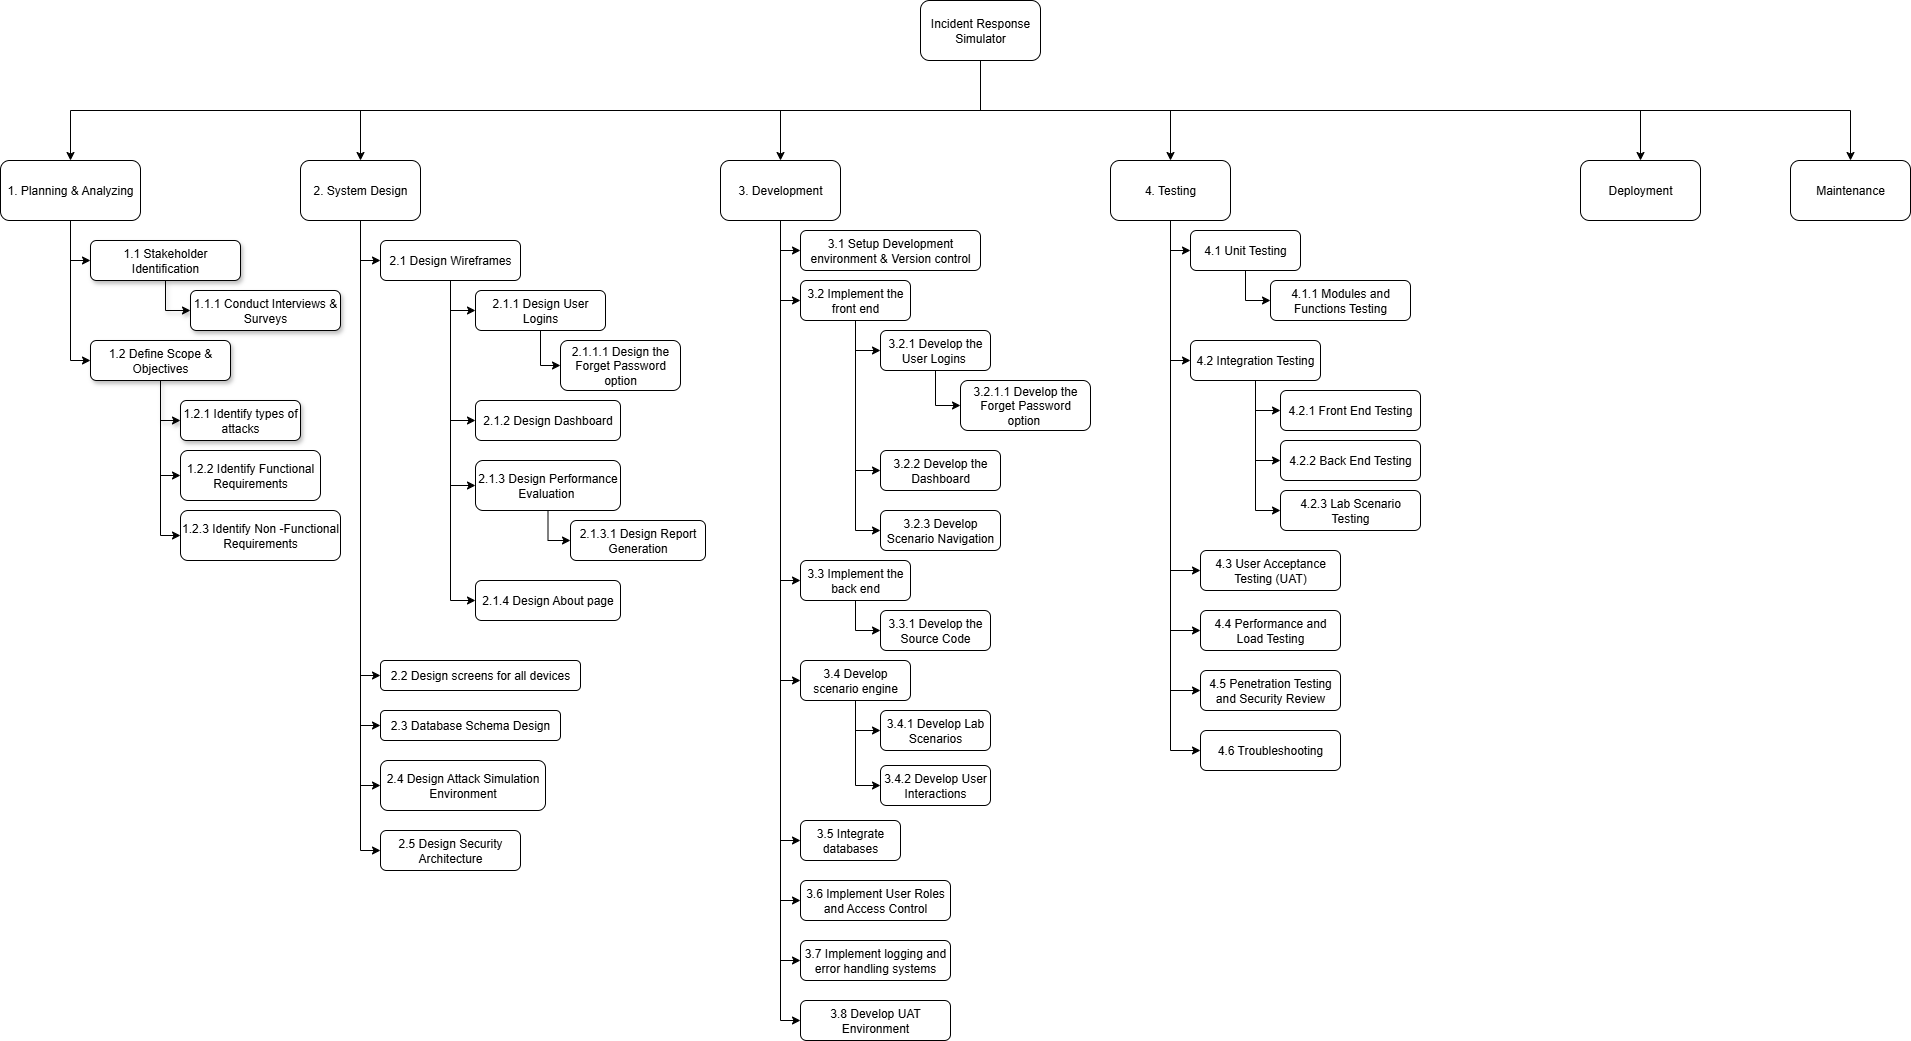 Incident Response
Simulator
1. Planning & Analyzing
2. System Design
3. Development
4. Testing
Deployment
Maintenance
1.1 Stakeholder
Identification
1.1.1 Conduct Interviews &
Surveys
1.2 Define Scope &
Objectives
1.2.1 Identify types of
attacks
1.2.2 Identify Functional
Requirements
1.2.3 Identify Non -Functional
Requirements
2.1 Design Wireframes
2.1.1 Design User
Logins
2.1.1.1 Design the
Forget Password
option
2.1.2 Design Dashboard
2.1.3 Design Performance
Evaluation
2.1.3.1 Design Report
Generation
2.1.4 Design About page
2.2 Design screens for all devices
2.3 Database Schema Design
2.4 Design Attack Simulation
Environment
2.5 Design Security
Architecture
3.1 Setup Development
environment & Version control
3.2 Implement the
front end
3.2.1 Develop the
User Logins
3.2.1.1 Develop the
Forget Password
option
3.2.2 Develop the
Dashboard
3.2.3 Develop
Scenario Navigation
3.3 Implement the
back end
3.3.1 Develop the
Source Code
3.4 Develop
scenario engine
3.4.1 Develop Lab
Scenarios
3.4.2 Develop User
Interactions
3.5 Integrate
databases
3.6 Implement User Roles
and Access Control
3.7 Implement logging and
error handling systems
3.8 Develop UAT
Environment
4.1 Unit Testing
4.1.1 Modules and
Functions Testing
4.2 Integration Testing
4.2.1 Front End Testing
4.2.2 Back End Testing
4.2.3 Lab Scenario
Testing
4.3 User Acceptance
Testing (UAT)
4.4 Performance and
Load Testing
4.5 Penetration Testing
and Security Review
4.6 Troubleshooting